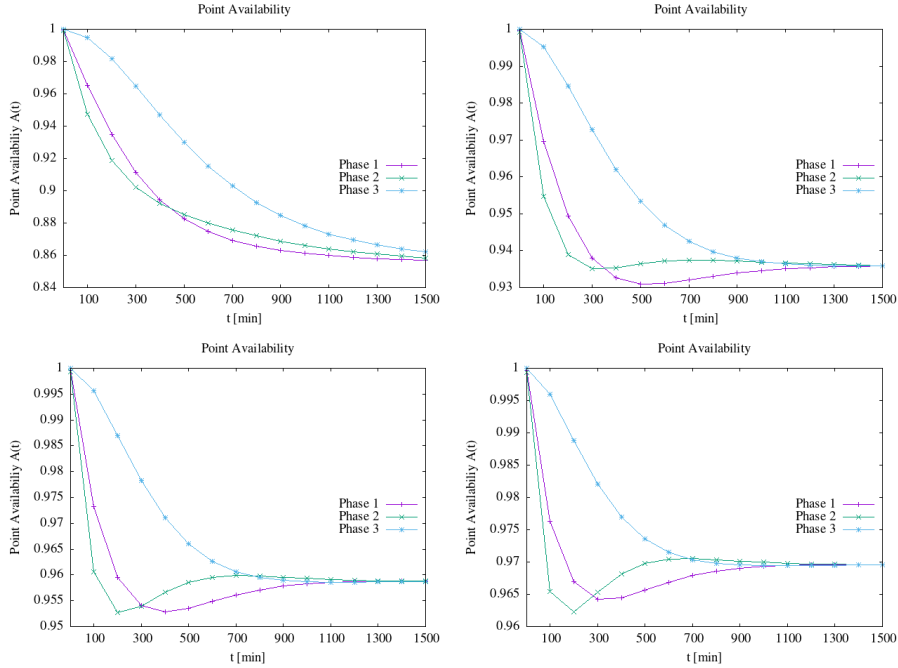 Point Availability
1
0.98
0.96
0.94
0.92
0.9
0.88
0.86
0.84
Point Availabiliy A(t)
Phase 1
Phase 2
Phase 3
100 300 500 700 900 1100 1300 1500
t [min]
Point Availability
1
0.99
0.98
0.97
0.96
0.95
0.94
0.93
Point Availabiliy A(t)
Phase 1
Phase 2
Phase 3
100 300 500 700 900 1100 1300 1500
t [min]
Point Availability
1
0.995
0.99
0.985
0.98
0.975
0.97
0.965
0.96
0.955
0.95
Point Availabiliy A(t)
Phase 1
Phase 2
Phase 3
100 300 500 700 900 1100 1300 1500
t [min]
Point Availability
1
0.995
0.99
0.985
0.98
0.975
0.97
0.965
0.96
Point Availabiliy A(t)
Phase 1
Phase 2
Phase 3
100 300 500 700 900 1100 1300 1500
t [min]